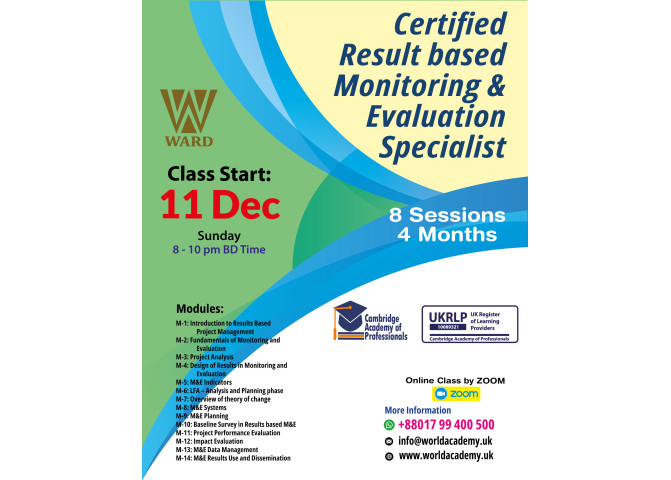 Certified
Result based
Monitoring &
Evaluation
Specialist
WARD
Class Start:
11 Dec
Sunday
8 - 10 pm BD Time
8 Sessions
4 Months
Modules:
M-1: Introduction to Results Based
Project Management
M-2: Fundamentals of Monitoring and
Evaluation
M-3: Project Analysis
M-4: Design of Results in Monitoring and
Evaluation
M-5: M&E Indicators
M-6: LFA – Analysis and Planning phase
M-7: Overview of theory of change
M-8: M&E Systems
M-9: M&E Planning
M-10: Baseline Survey in Results based M&E
M-11: Project Performance Evaluation
M-12: Impact Evaluation
M-13: M&E Data Management
M-14: M&E Results Use and Dissemination
Cambridge
Academy of
Professionals
UKRLP
10089321
UK Register
of Learning
Providers
Cambridge Academy of Professionals
Online Class by ZOOM
zoom
More Information
+88017 99 400 500
info@worldacademy.uk
www.worldacademy.uk